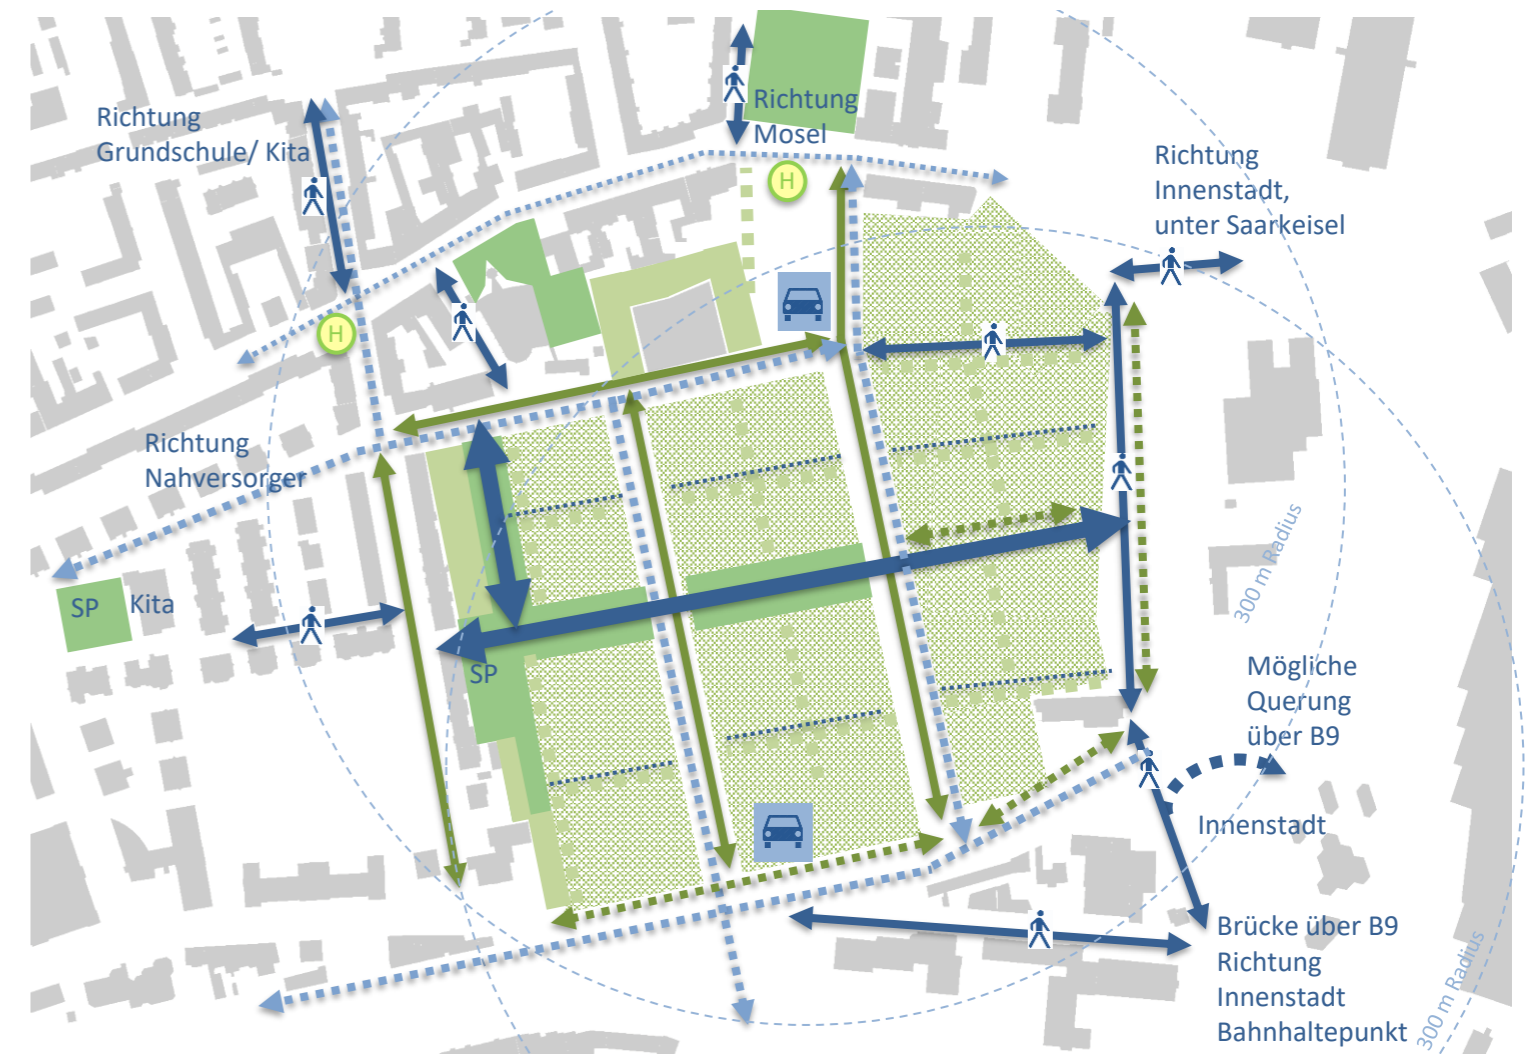 Richtung
Grundschule/ Kita
Richtung
Mosel
H
Richtung
Innenstadt,
unter Saarkeisel
H
Richtung
Nahversorger
300 m Radius
SP
Kita
SP
Mögliche
Querung
über B9
Innenstadt
Brücke über B9
Richtung
Innenstadt
Bahnhaltepunkt
300 m Radius